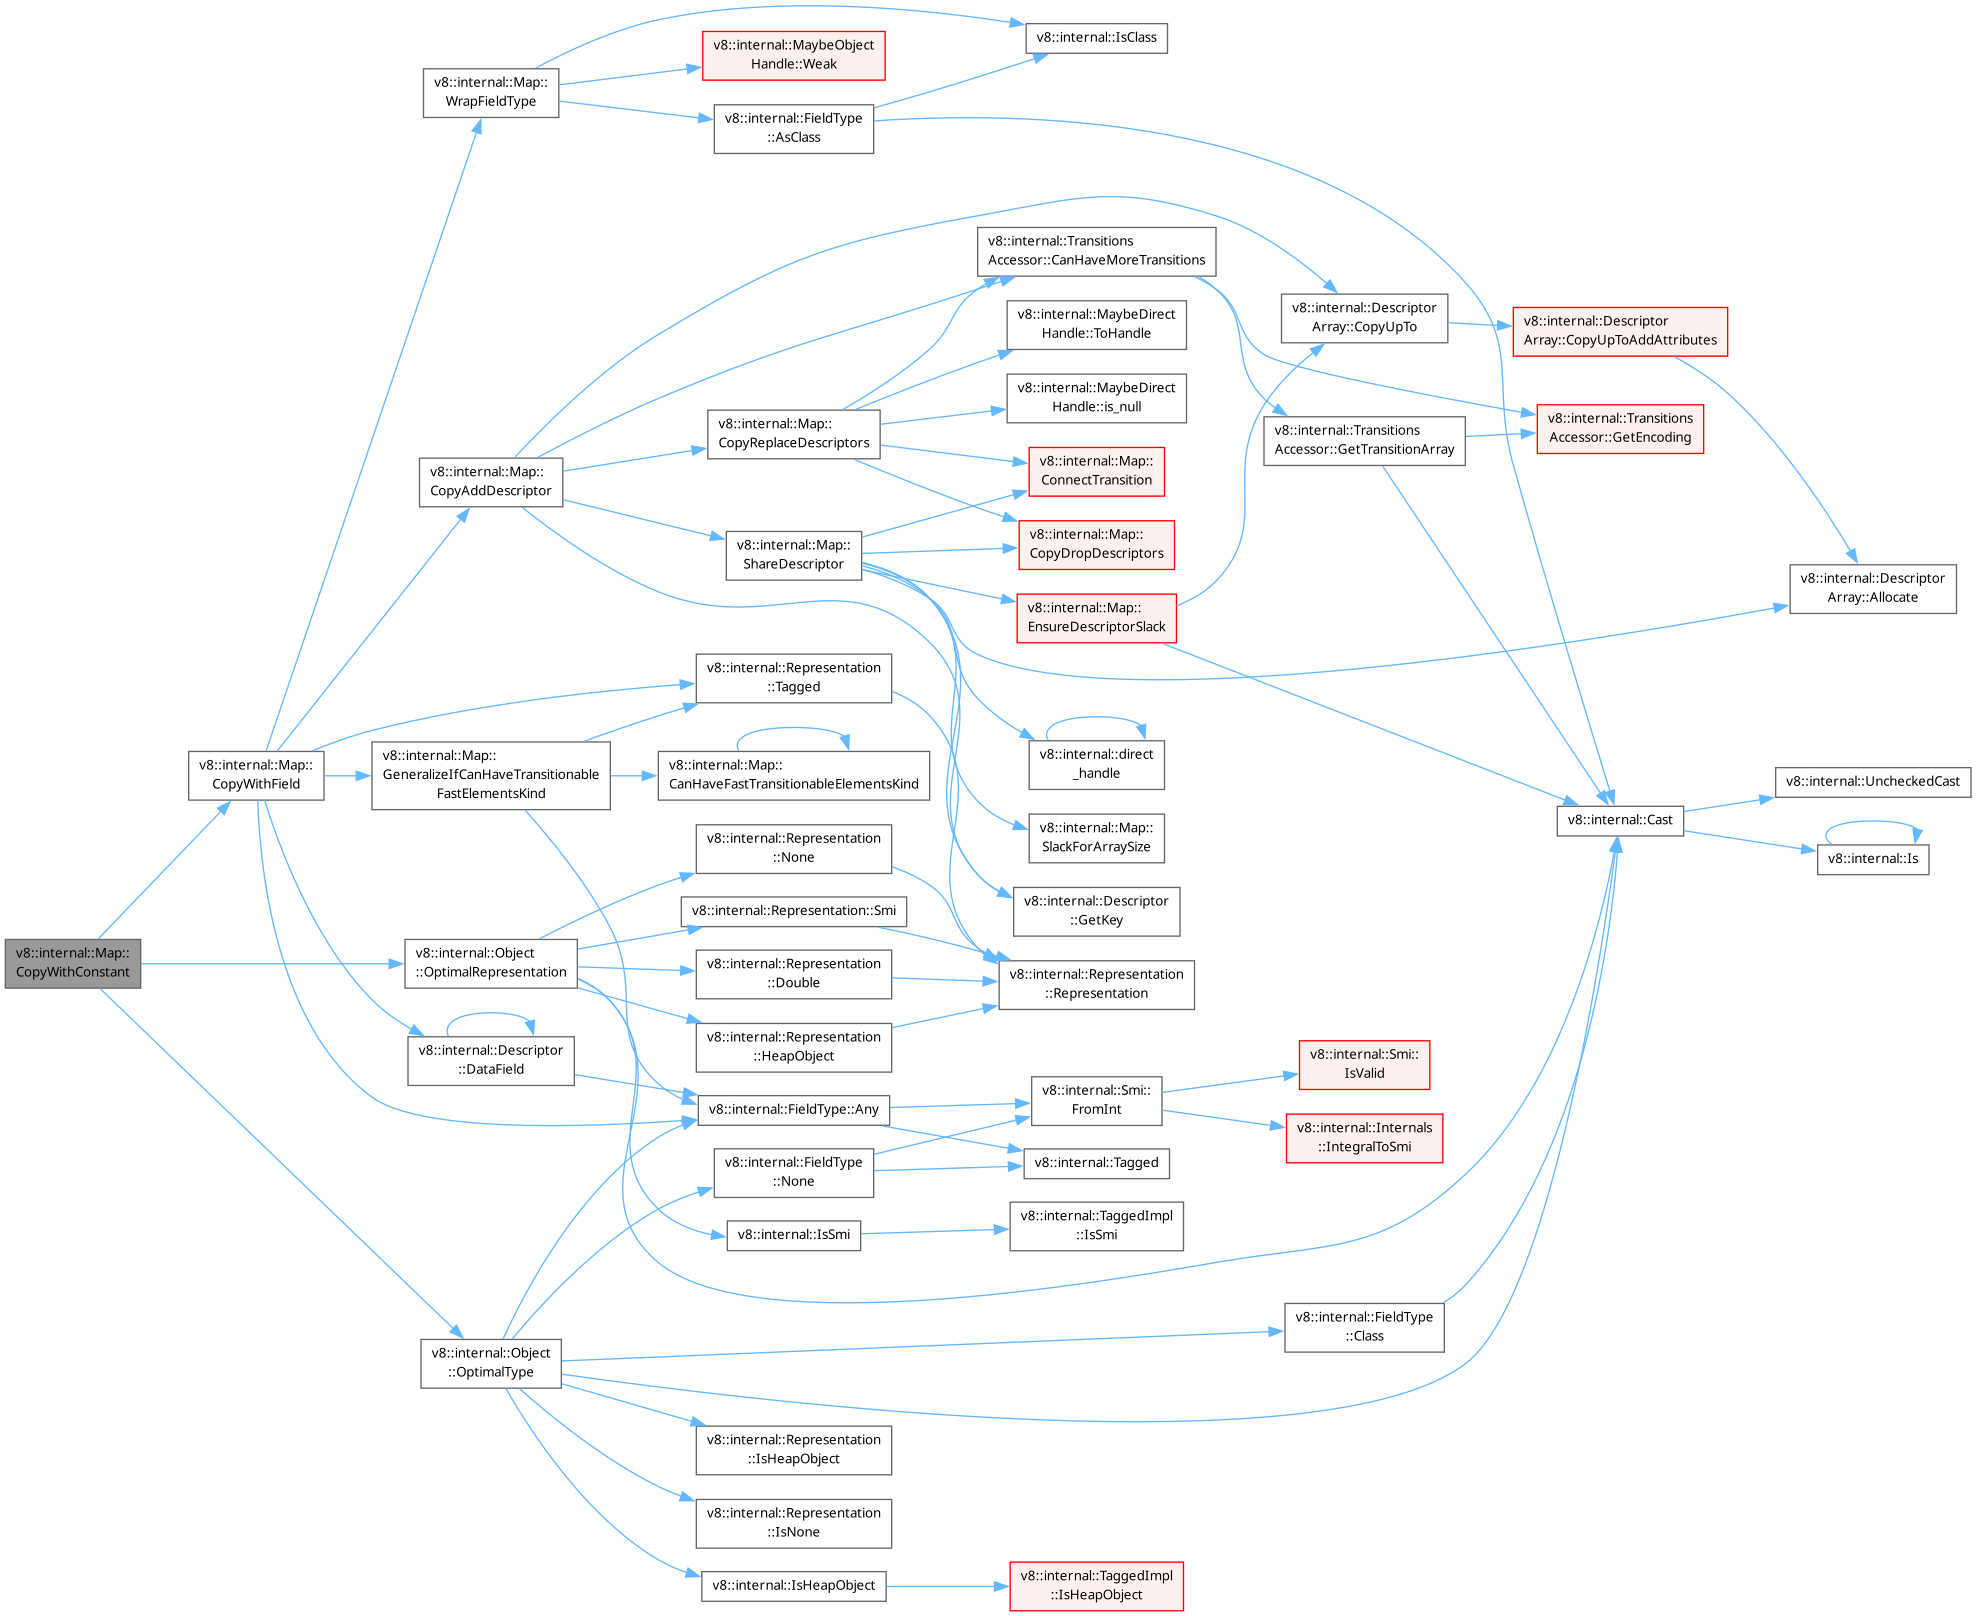 v8::internal::Map::
CopyWithConstant
v8::internal::Map::
CopyWithField
v8::internal::Map::
WrapFieldType
v8::internal::MaybeObject
Handle::Weak
v8::internal::FieldType
::AsClass
v8::internal::IsClass
v8::internal::Map::
CopyAddDescriptor
v8::internal::Map::
CopyReplaceDescriptors
v8::internal::Map::
ShareDescriptor
v8::internal::Transitions
Accessor::CanHaveMoreTransitions
v8::internal::MaybeDirect
Handle::ToHandle
v8::internal::MaybeDirect
Handle::is_null
v8::internal::Map::
ConnectTransition
v8::internal::Map::
CopyDropDescriptors
v8::internal::Map::
EnsureDescriptorSlack
v8::internal::Descriptor
Array::CopyUpTo
v8::internal::Transitions
Accessor::GetTransitionArray
v8::internal::Descriptor
Array::CopyUpToAddAttributes
v8::internal::Transitions
Accessor::GetEncoding
v8::internal::Descriptor
Array::Allocate
v8::internal::Representation
::Tagged
v8::internal::Map::
GeneralizeIfCanHaveTransitionable
FastElementsKind
v8::internal::Map::
CanHaveFastTransitionableElementsKind
v8::internal::direct
_handle
v8::internal::Map::
SlackForArraySize
v8::internal::Descriptor
::GetKey
v8::internal::Cast
v8::internal::UncheckedCast
v8::internal::Is
v8::internal::Object
::OptimalRepresentation
v8::internal::Representation
::None
v8::internal::Representation::Smi
v8::internal::Representation
::Double
v8::internal::Representation
::HeapObject
v8::internal::Representation
::Representation
v8::internal::Descriptor
::DataField
v8::internal::FieldType::Any
v8::internal::FieldType
::None
v8::internal::Smi::
FromInt
v8::internal::Tagged
v8::internal::Smi::
IsValid
v8::internal::Internals
::IntegralToSmi
v8::internal::IsSmi
v8::internal::TaggedImpl
::IsSmi
v8::internal::Object
::OptimalType
v8::internal::FieldType
::Class
v8::internal::Representation
::IsHeapObject
v8::internal::Representation
::IsNone
v8::internal::IsHeapObject
v8::internal::TaggedImpl
::IsHeapObject